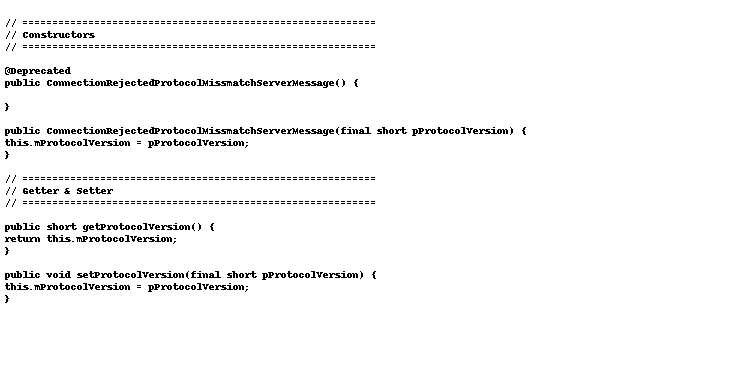 // ===========================================================
// Constructors
// ===========================================================
@Deprecated
public ConnectionRejectedProtocolMissmatchServerMessage() {
}
public ConnectionRejectedProtocolMissmatchServerMessage(final short pProtocolVersion) {
this.mProtocolVersion = pProtocolVersion;
}
// ===========================================================
// Getter & Setter
// ===========================================================
public short getProtocolVersion() {
return this.mProtocolVersion;
}
public void setProtocolVersion(final short pProtocolVersion) {
this.mProtocolVersion = pProtocolVersion;
}